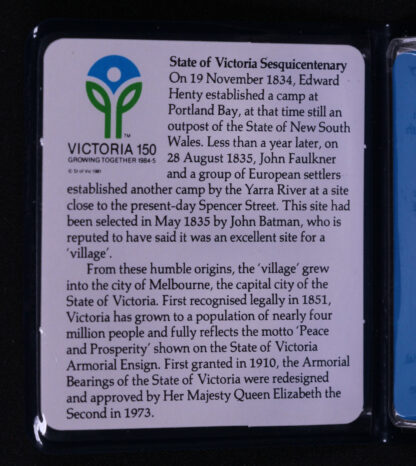 State of Victoria Sesquicentenary
On 19 November 1834, Edward
Henty established a camp at
Portland Bay, at that time still an
outpost of the State of New South
Wales. Less than a year later, on
28 August 1835, John Faulkner
and a group of European settlers
TM
VICTORIA 150
GROWING TOGETHER 1984-5
© St of Vic 1981
established another camp by the Yarra River at a site
close to the present-day Spencer Street. This site had
been selected in May 1835 by John Batman, who is
reputed to have said it was an excellent site for a
'village'.
From these humble origins, the 'village' grew
into the city of Melbourne, the capital city of the
State of Victoria. First recognised legally in 1851,
Victoria has grown to a population of nearly four
million people and fully reflects the motto 'Peace
and Prosperity' shown on the State of Victoria
Armorial Ensign. First granted in 1910, the Armorial
Bearings of the State of Victoria were redesigned
and approved by Her Majesty Queen Elizabeth the
Second in 1973.